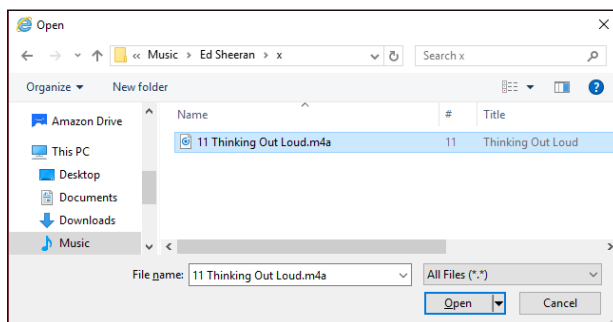 Open
« Music > Ed Sheeran > x
Search x
Organize
New folder
Name
#
Title
Amazon Drive
This PC
Desktop
Documents
Downloads
Music
11 Thinking Out Loud.m4a
11
Thinking Out Loud
File name:
11 Thinking Out Loud.m4a
All Files (*.*)
Open
Cancel